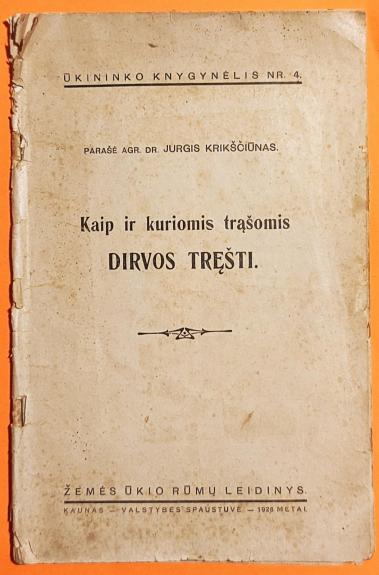 ŪKININKO KNYGYNĖLIS NR. 4.
PARAŠĖ AGR. DR. JURGIS KRIKŠČIŪNAS.
Kaip ir kuriomis trąšomis
DIRVOS TRĘŠTI.
ŽEMĖS ŪKIO RŪMŲ LEIDINYS.
KAUNAS — VALSTYBĖS SPAUSTUVĖ — 1926 METAI.